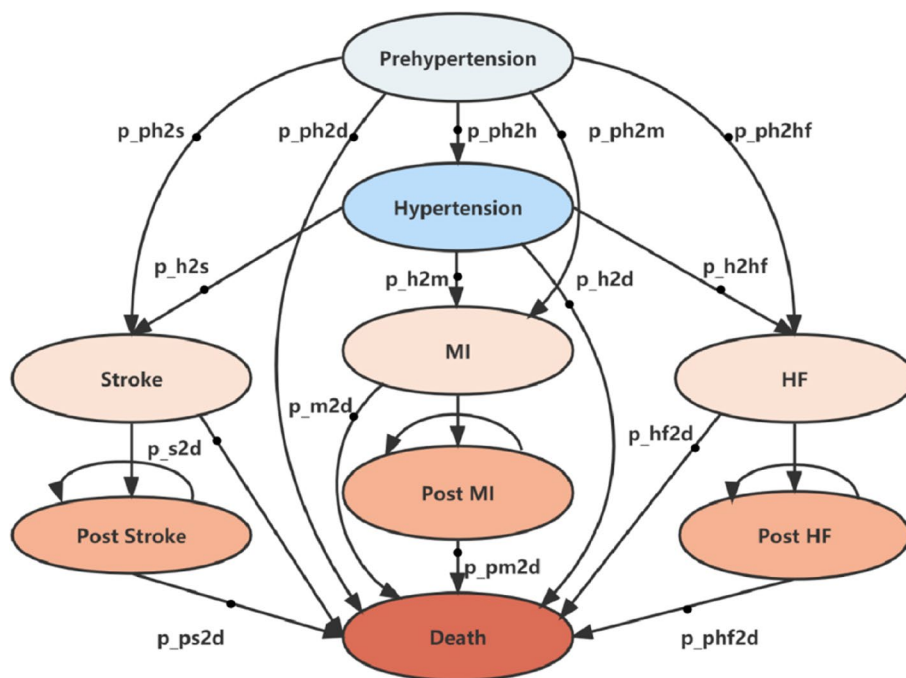 Prehypertension
p_ph2s
p_ph2d
p_ph2h
p_ph2m
p_ph2hf
Hypertension
p_h2s
p_h2m
p_h2d
p_h2hf
Stroke
MI
HF
p_m2d
p_s2d
p_hf2d
Post Stroke
Post MI
Post HF
p_pm2d
p_ps2d
Death
p_phf2d